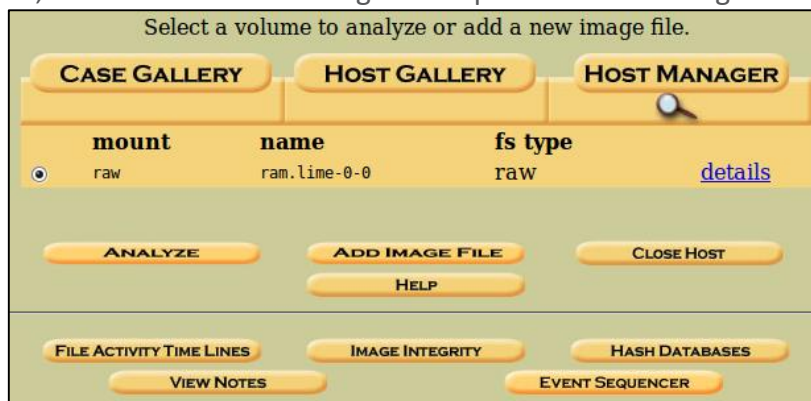 Select a volume to analyze or add a new image file.
CASE GALLERY HOST GALLERY HOST MANAGER
mount name fs type
raw ram.lime-0-0 raw details
ANALYZE ADD IMAGE FILE CLOSE HOST
HELP
FILE ACTIVITY TIME LINES IMAGE INTEGRITY HASH DATABASES
VIEW NOTES EVENT SEQUENCER